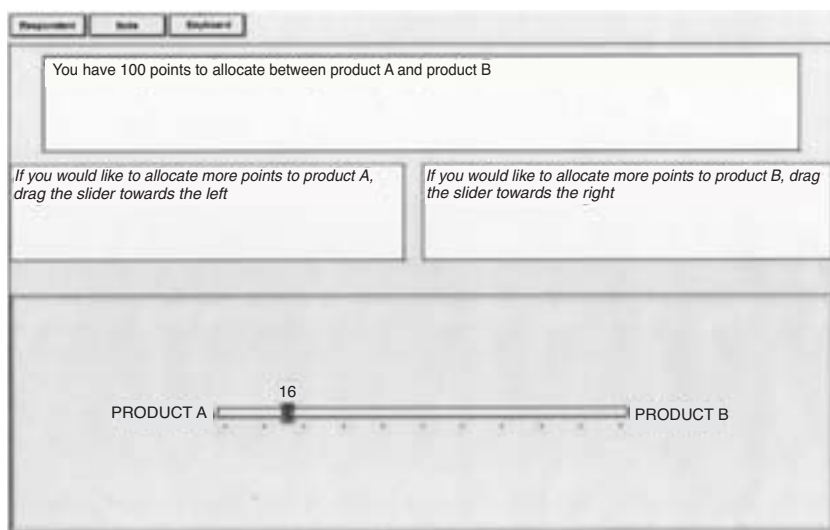 Respondent Note Keyboard
You have 100 points to allocate between product A and product B
If you would like to allocate more points to product A,
drag the slider towards the left
If you would like to allocate more points to product B, drag
the slider towards the right
16
PRODUCT A PRODUCT B